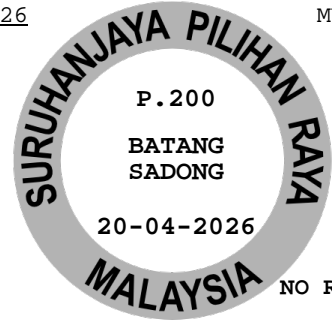 26
M
SURUHANJAYA PILIHAN RAYA
P.200
BATANG
SADONG
20-04-2026
MALAYSIA
NO R